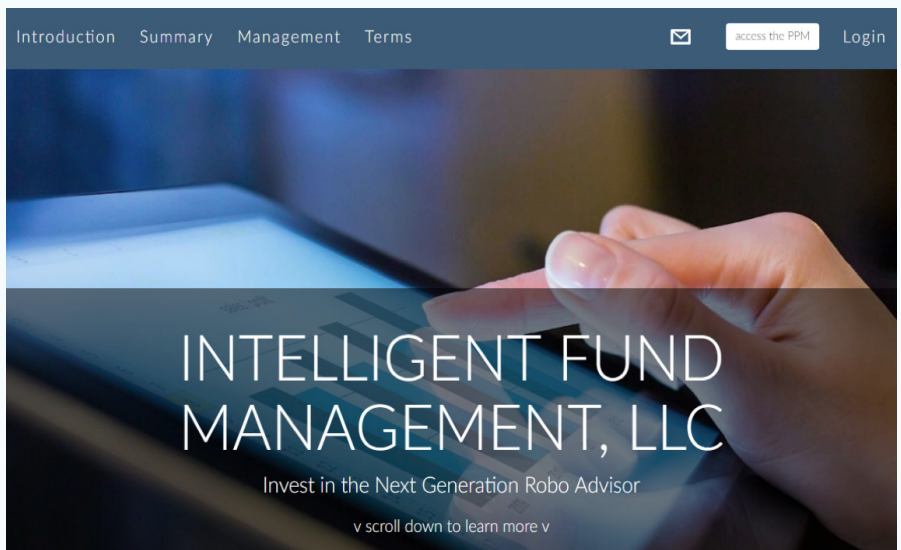 Introduction Summary Management Terms access the PPM Login
INTELLIGENT FUND
MANAGEMENT, LLC
Invest in the Next Generation Robo Advisor
v scroll down to learn more v